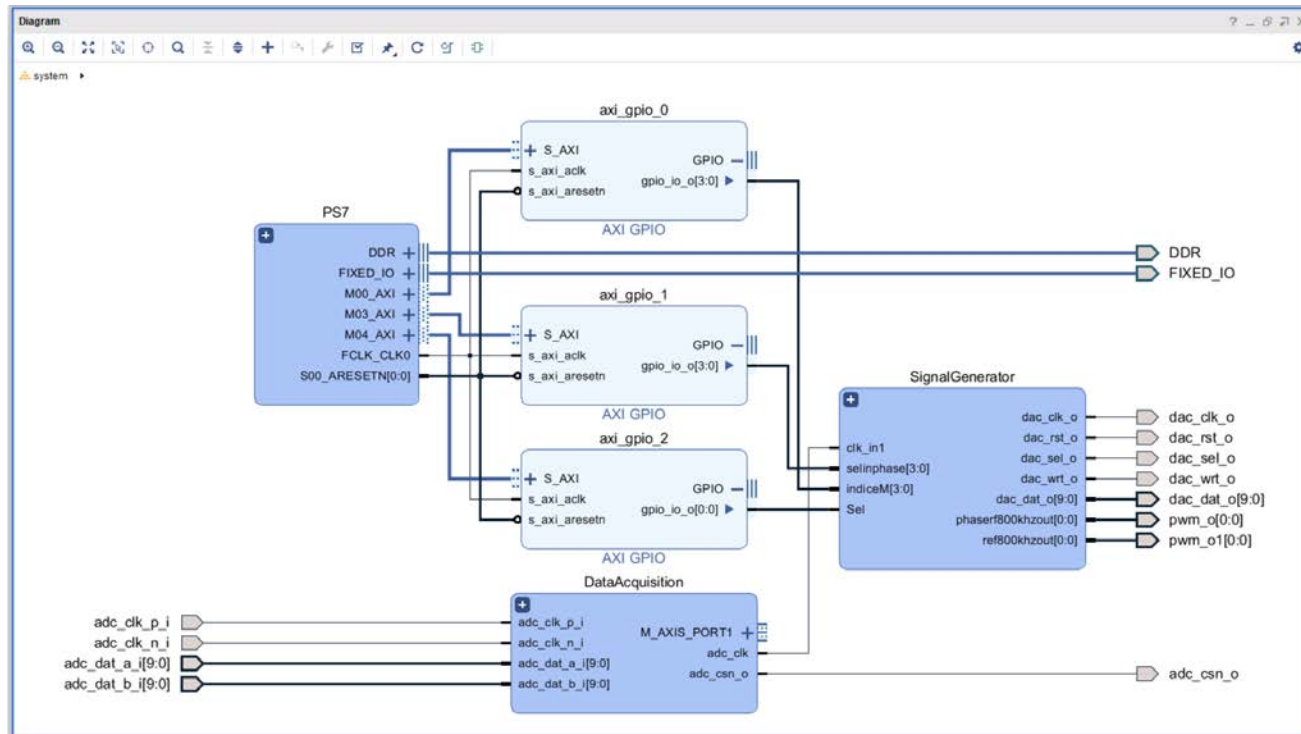 Diagram
system
axi_gpio_0
S_AXI
s_axi_aclk
s_axi_aresetn
GPIO
gpio_io_o[3:0]
AXI GPIO
PS7
DDR
FIXED_IO
M00_AXI
M03_AXI
M04_AXI
FCLK_CLK0
S00_ARESETN[0:0]
DDR
FIXED_IO
axi_gpio_1
S_AXI
s_axi_aclk
s_axi_aresetn
GPIO
gpio_io_o[3:0]
AXI GPIO
axi_gpio_2
S_AXI
s_axi_aclk
s_axi_aresetn
GPIO
gpio_io_o[0:0]
AXI GPIO
SignalGenerator
clk_in1
selinphase[3:0]
indiceM[3:0]
Sel
dac_clk_o
dac_rst_o
dac_sel_o
dac_wrt_o
dac_dat_o[9:0]
phaserf800khzout[0:0]
ref800khzout[0:0]
dac_clk_o
dac_rst_o
dac_sel_o
dac_wrt_o
dac_dat_o[9:0]
pwm_o[0:0]
pwm_o1[0:0]
DataAcquisition
adc_clk_p_i
adc_clk_n_i
adc_dat_a_i[9:0]
adc_dat_b_i[9:0]
adc_clk_p_i
adc_clk_n_i
adc_dat_a_i[9:0]
adc_dat_b_i[9:0]
M_AXIS_PORT1
adc_clk
adc_csn_o
adc_csn_o